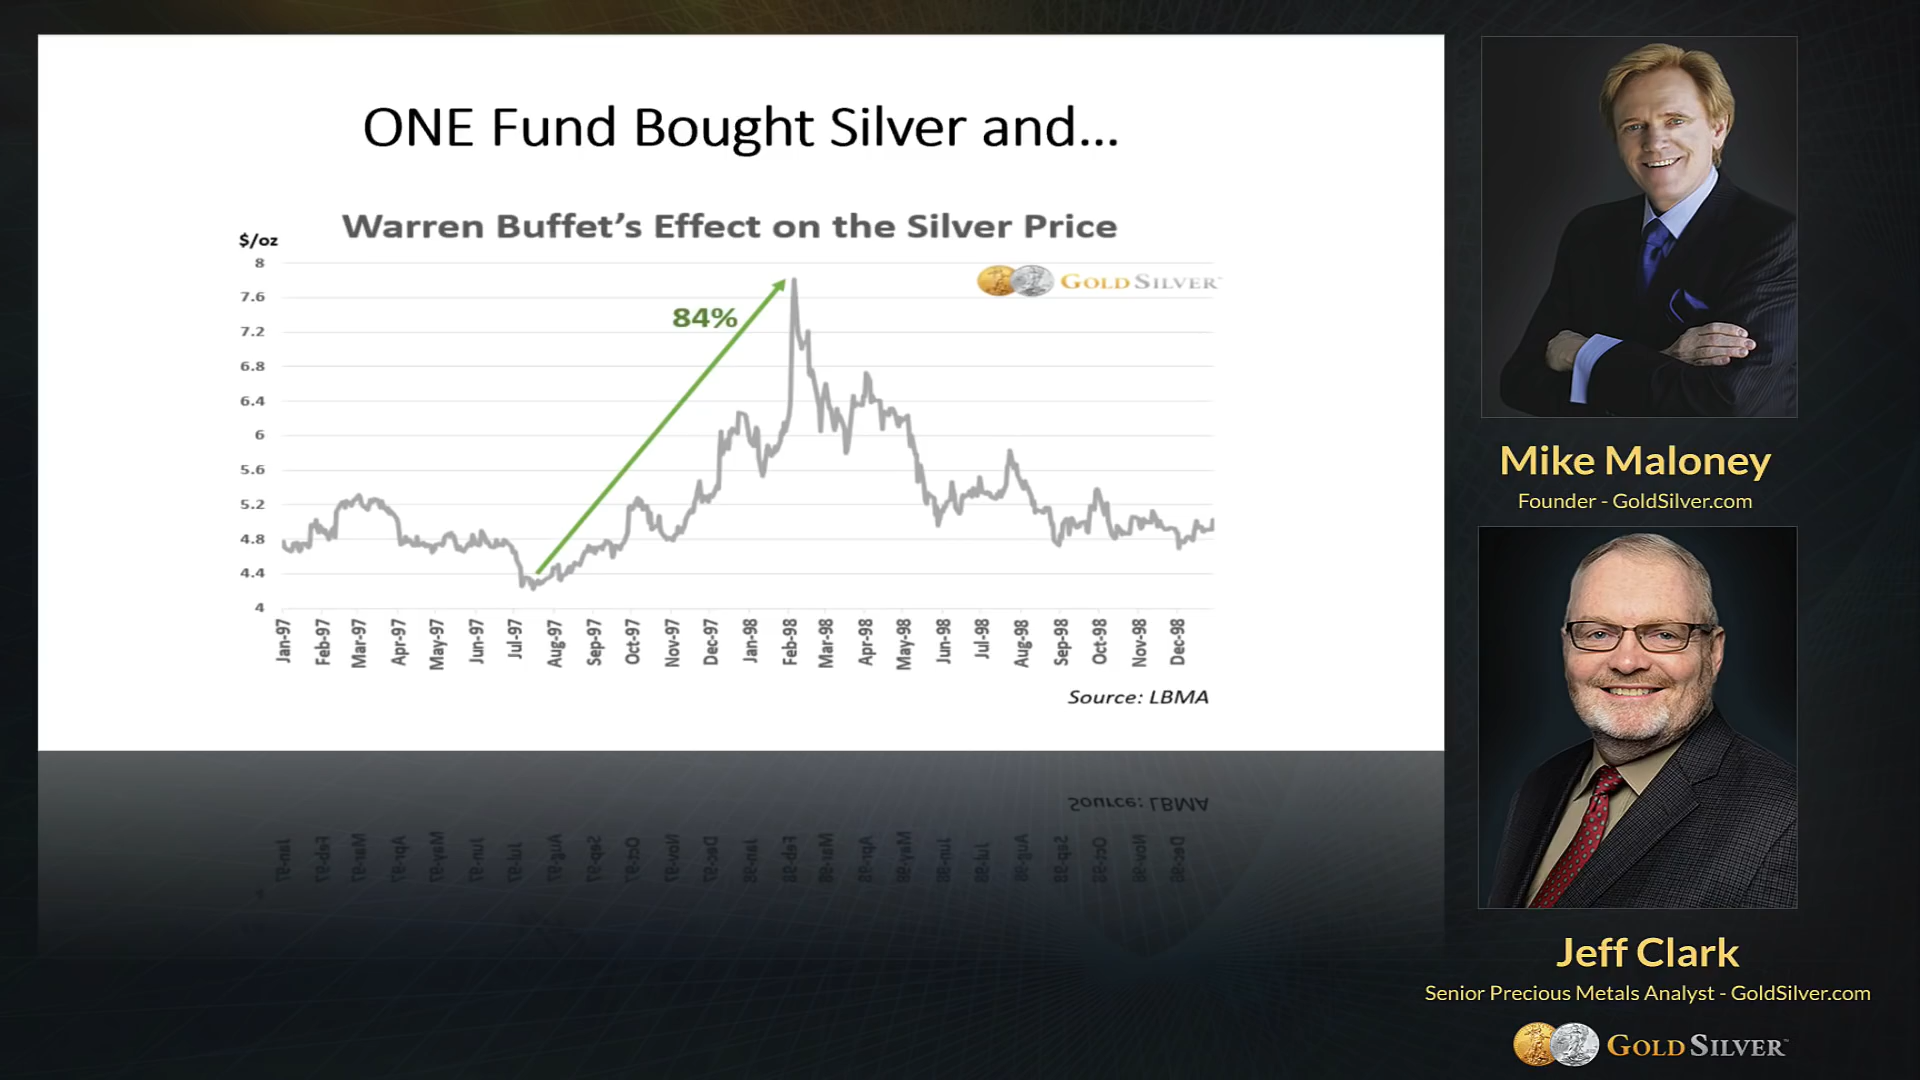 ONE Fund Bought Silver and...
Warren Buffet's Effect on the Silver Price
$/oz
GOLDSILVER™
84%
8
7.6
7.2
6.8
6.4
6
5.6
5.2
4.8
4.4
4
Jan-97 Feb-97 Mar-97 Apr-97 May-97 Jun-97 Jul-97 Aug-97 Sep-97 Oct-97 Nov-97 Dec-97 Jan-98 Feb-98 Mar-98 Apr-98 May-98 Jun-98 Jul-98 Aug-98 Sep-98 Oct-98 Nov-98 Dec-98
Source: LBMA
Mike Maloney
Founder - GoldSilver.com
Jeff Clark
Senior Precious Metals Analyst - GoldSilver.com
GOLDSILVER™